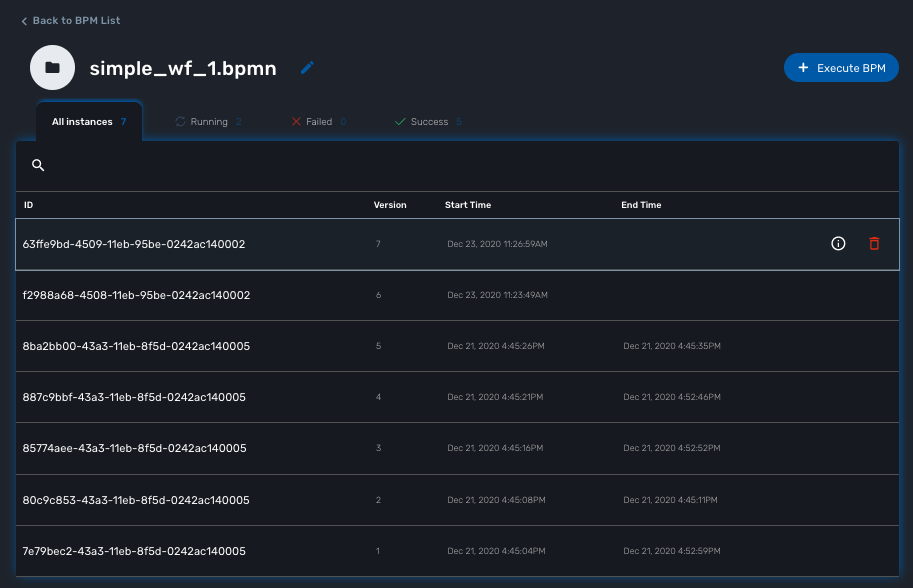 Back to BPM List
simple_wf_1.bpmn
Execute BPM
All instances 7 Running 2 Failed 0 Success 5
ID Version Start Time End Time
63ffe9bd-4509-11eb-95be-0242ac140002 7 Dec 23, 2020 11:26:59AM
f2988a68-4508-11eb-95be-0242ac140002 6 Dec 23, 2020 11:23:49AM
8ba2bb00-43a3-11eb-8f5d-0242ac140005 5 Dec 21, 2020 4:45:26PM Dec 21, 2020 4:45:35PM
887c9bbf-43a3-11eb-8f5d-0242ac140005 4 Dec 21, 2020 4:45:21PM Dec 21, 2020 4:52:46PM
85774aee-43a3-11eb-8f5d-0242ac140005 3 Dec 21, 2020 4:45:16PM Dec 21, 2020 4:52:52PM
80c9c853-43a3-11eb-8f5d-0242ac140005 2 Dec 21, 2020 4:45:08PM Dec 21, 2020 4:45:11PM
7e79bec2-43a3-11eb-8f5d-0242ac140005 1 Dec 21, 2020 4:45:04PM Dec 21, 2020 4:52:59PM